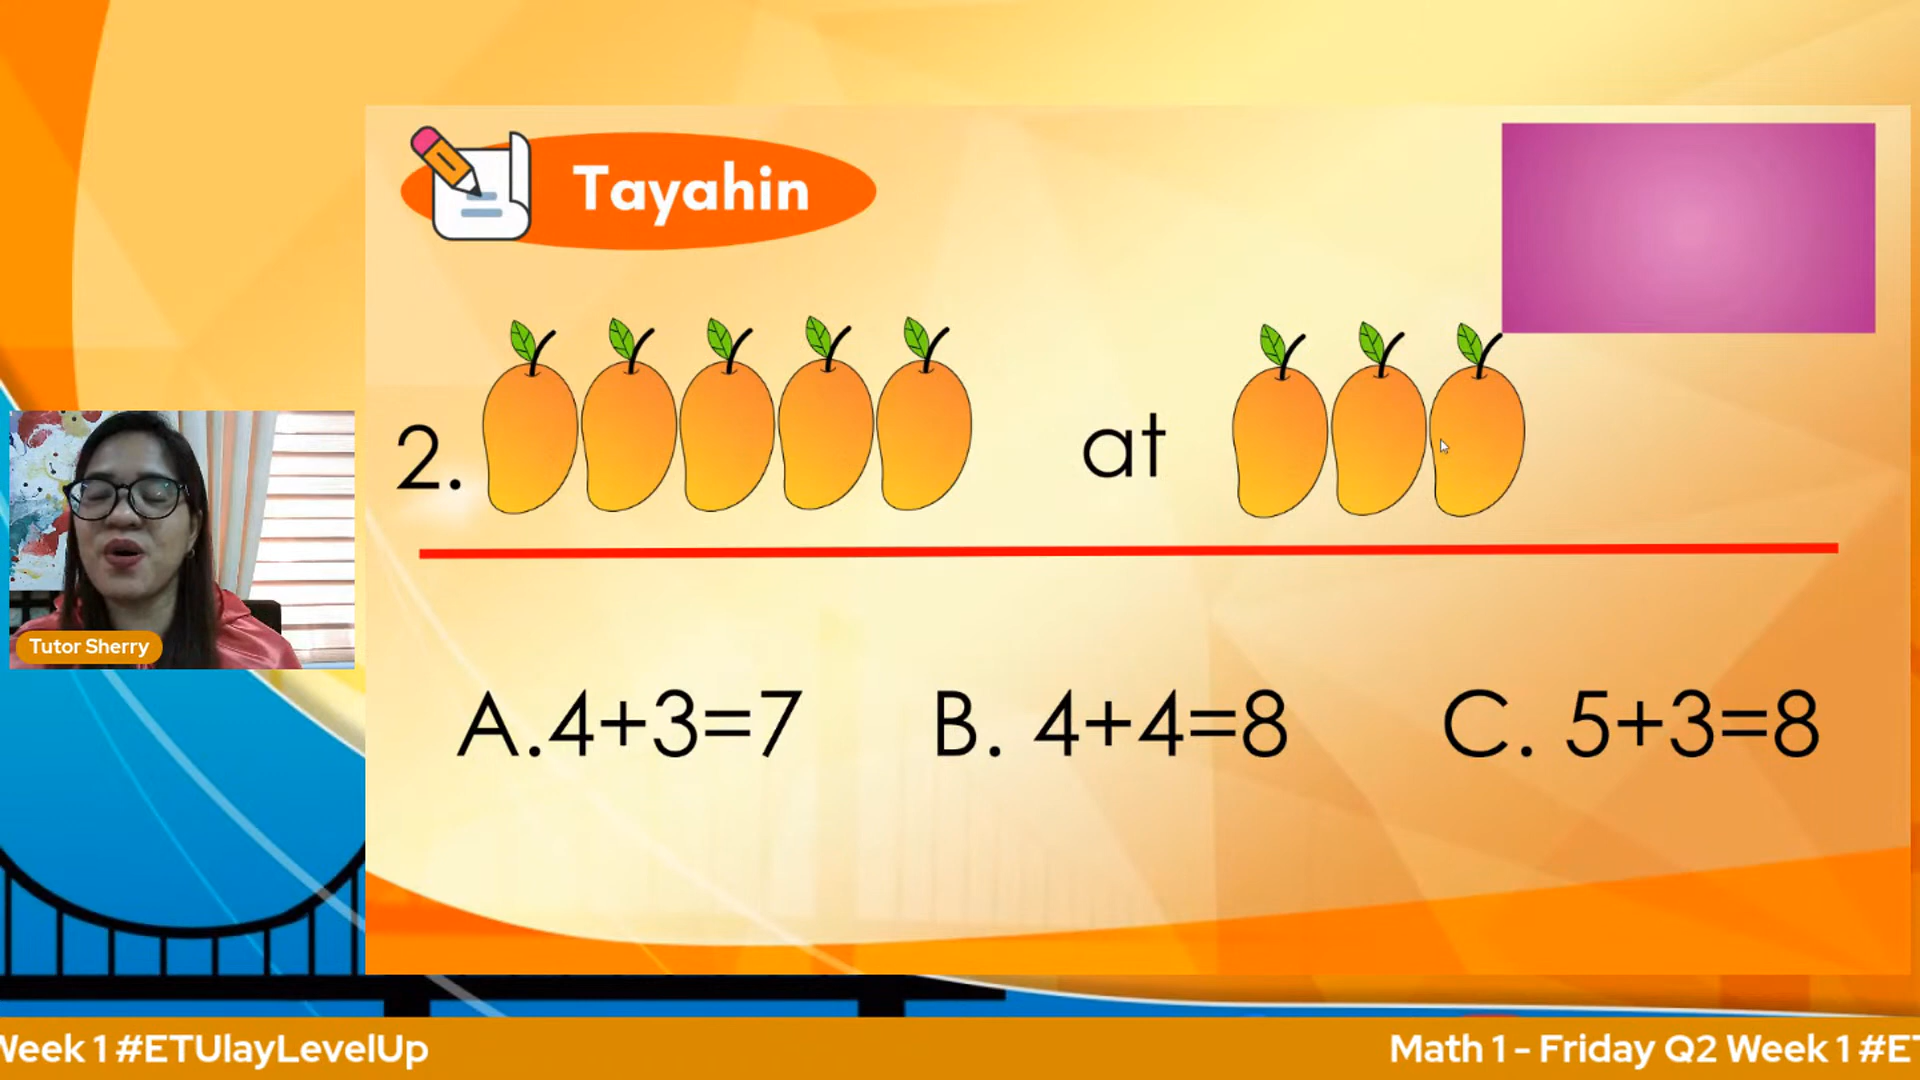 Tayahin
2.
at
A.4+3=7
B. 4+4=8
C. 5+3=8
Tutor Sherry
Week 1 #ETUlayLevelUp
Math 1 - Friday Q2 Week 1 #ET